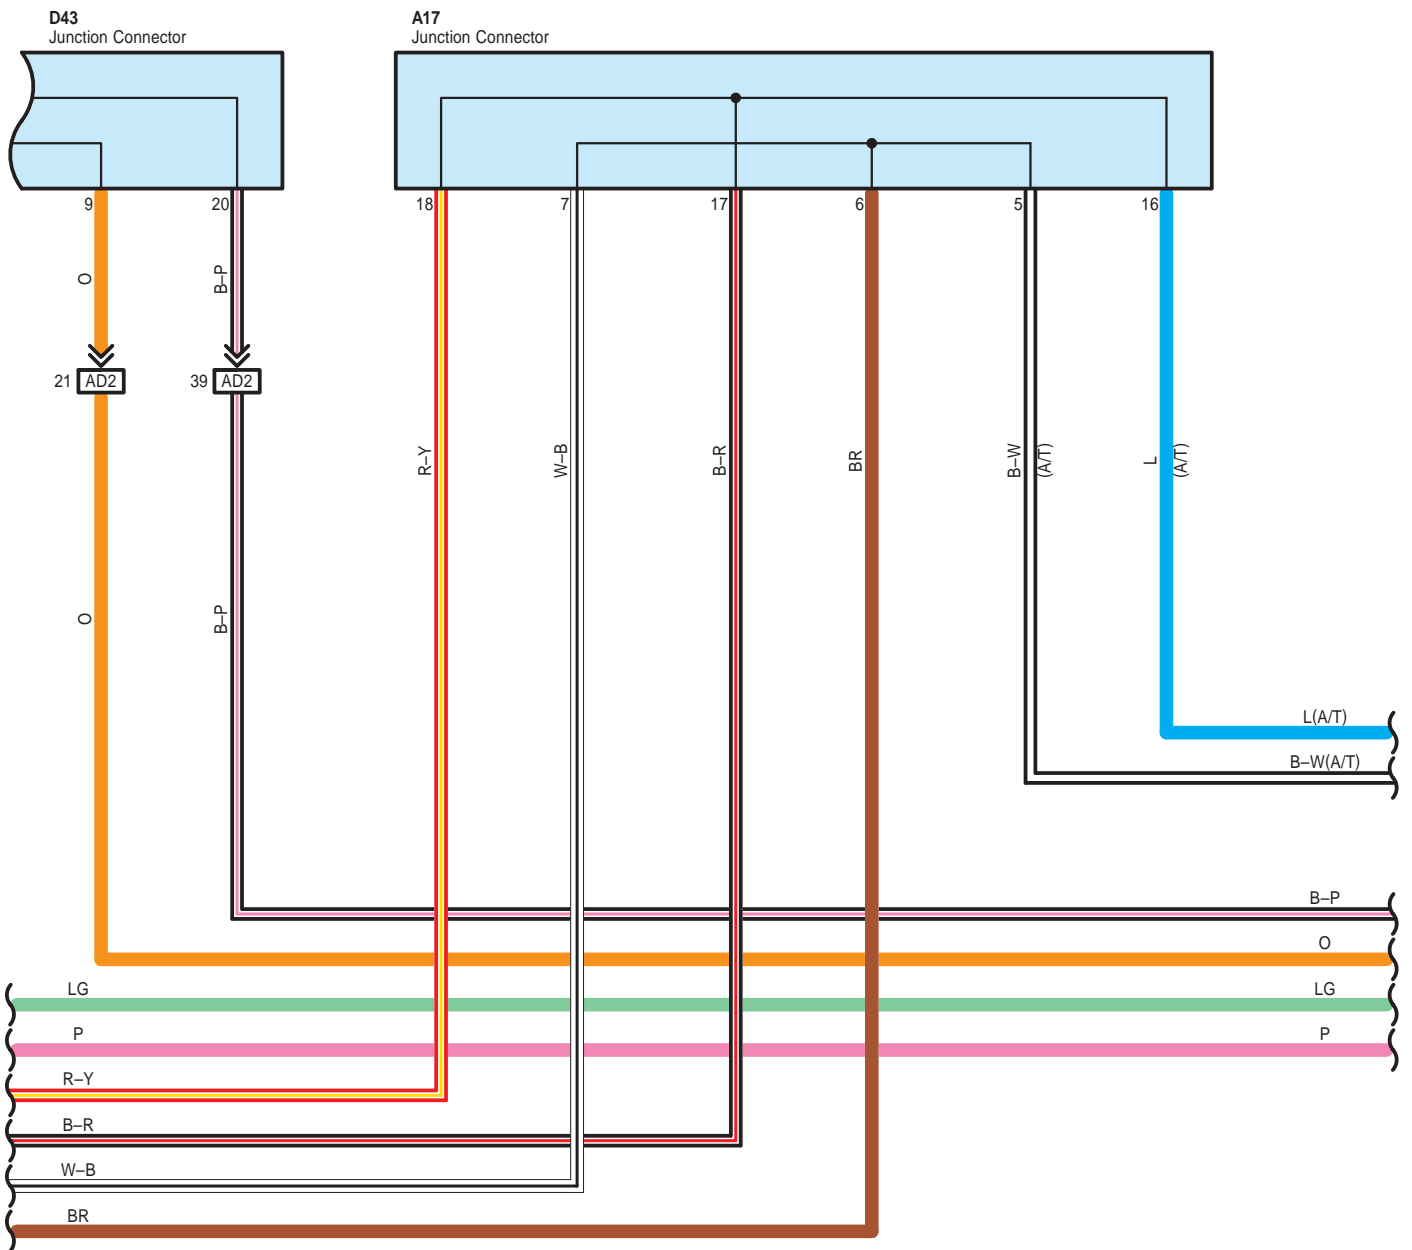 D43
Junction Connector
A17
Junction Connector
9
20
18
7
17
6
5
16
O
B–P
21
AD2
39
AD2
R–Y
W–B
B–R
BR
B–W
(A/T)
L
(A/T)
O
B–P
L(A/T)
B–W(A/T)
B–P
O
LG
LG
P
P
R–Y
B–R
W–B
BR